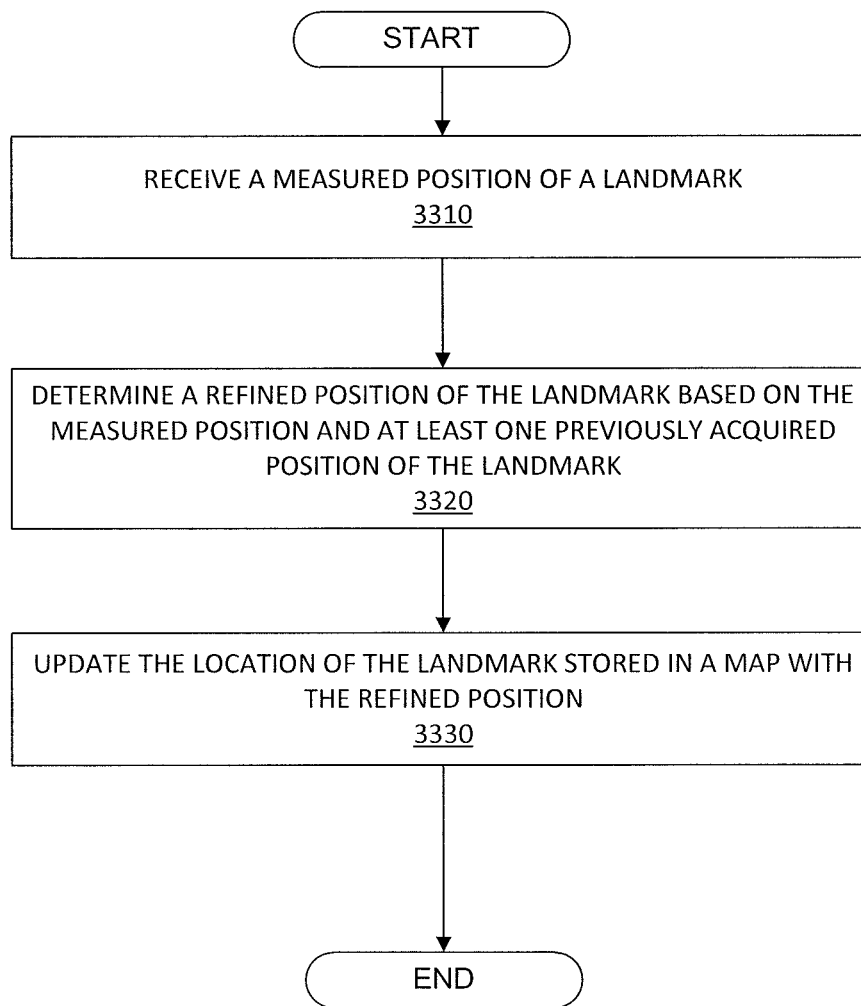 START
RECEIVE A MEASURED POSITION OF A LANDMARK
3310
DETERMINE A REFINED POSITION OF THE LANDMARK BASED ON THE
MEASURED POSITION AND AT LEAST ONE PREVIOUSLY ACQUIRED
POSITION OF THE LANDMARK
3320
UPDATE THE LOCATION OF THE LANDMARK STORED IN A MAP WITH
THE REFINED POSITION
3330
END